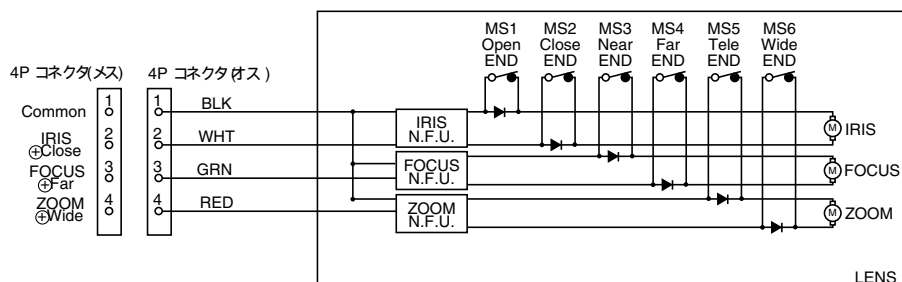 MS1 MS2 MS3 MS4 MS5 MS6
Open Close Near Far Tele Wide
END END END END END END
4P コネクタ(メス) 4P コネクタ(オス)
Common 1 1 BLK
IRIS
⊕Close 2 2 WHT
FOCUS
⊕Far 3 3 GRN
ZOOM
⊕Wide 4 4 RED
IRIS
N.F.U.
FOCUS
N.F.U.
ZOOM
N.F.U.
M IRIS
M FOCUS
M ZOOM
LENS